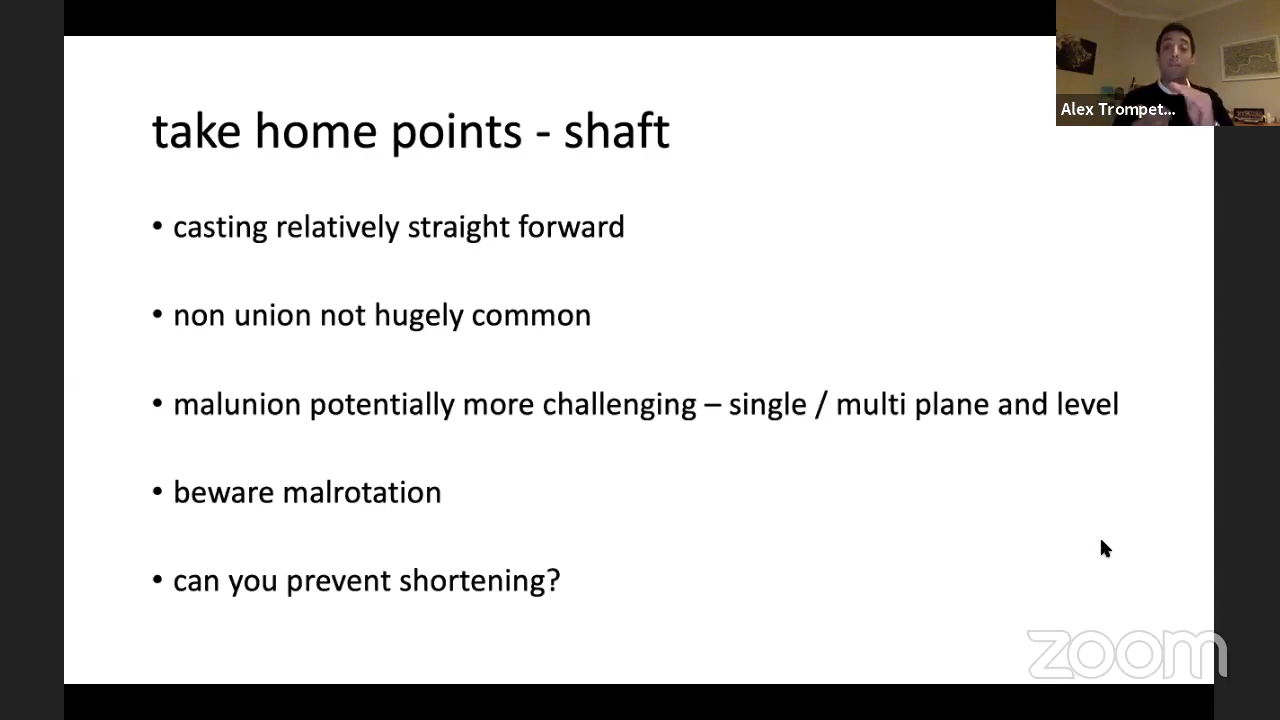 Alex Trompet...
take home points - shaft
• casting relatively straight forward
• non union not hugely common
• malunion potentially more challenging – single / multi plane and level
• beware malrotation
• can you prevent shortening?
zoom